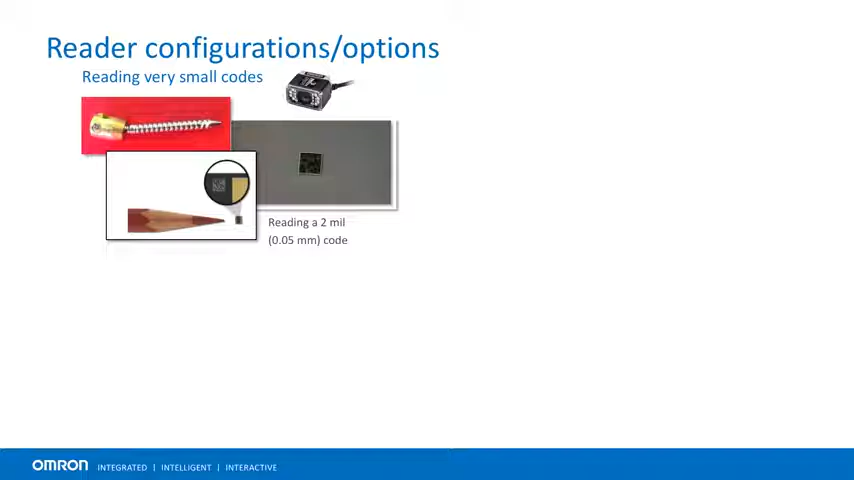 Reader configurations/options
Reading very small codes
Reading a 2 mil
(0.05 mm) code
OMRON INTEGRATED | INTELLIGENT | INTERACTIVE